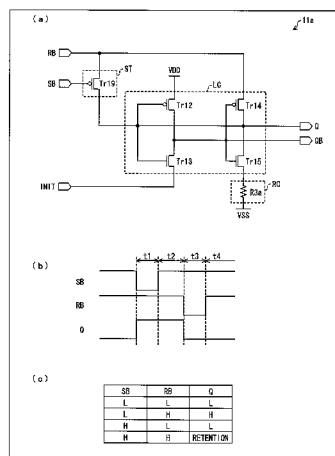 (a)
11a
RB
ST
SB
Tr19
VDD
LC
Tr12
Tr14
Q
QB
Tr13
Tr15
INIT
RO
R3a
VSS
(b)
t1 t2 t3 t4
SB
RB
Q
(c)
SB RB Q
L L L
L H H
H L L
H H RETENTION